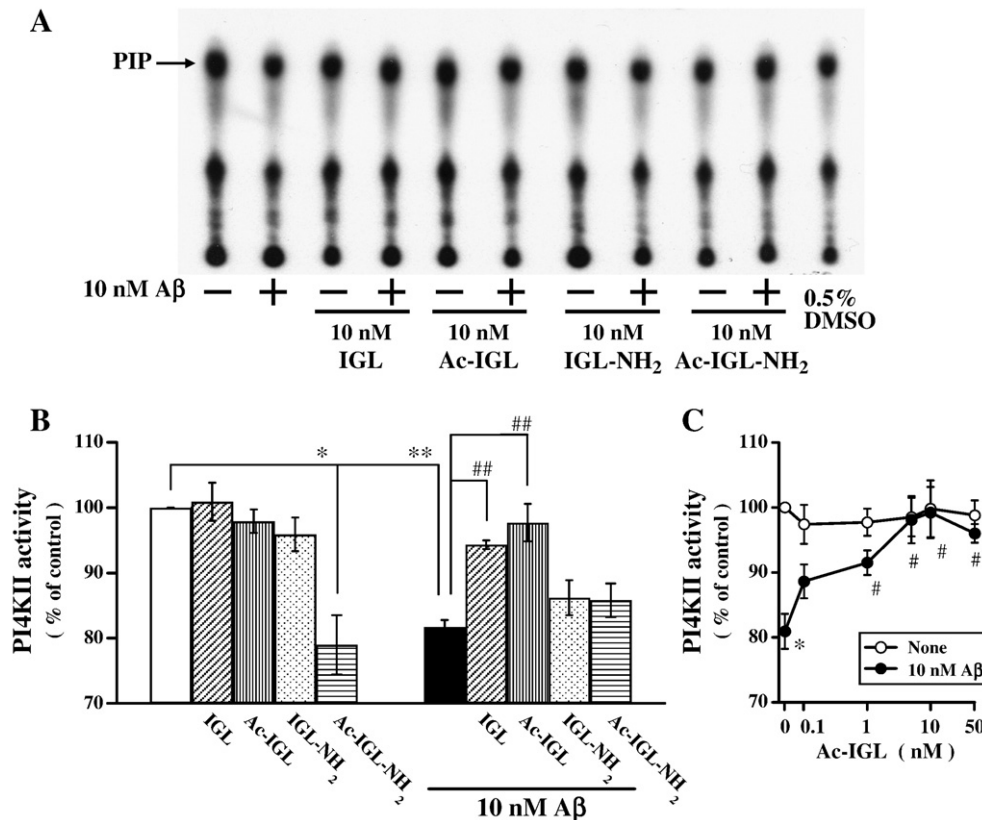 A
PIP
10 nM Aβ − + − + − + − + − + 0.5%
DMSO
10 nM 10 nM 10 nM 10 nM
IGL Ac-IGL IGL-NH₂ Ac-IGL-NH₂
B
PI4KII activity
( % of control )
110
100
90
80
70
* ** ## ##
IGL Ac-IGL IGL-NH₂ Ac-IGL-NH₂ IGL Ac-IGL IGL-NH₂ Ac-IGL-NH₂
10 nM Aβ
C
PI4KII activity
( % of control )
110
100
90
80
70
* # # # #
None
10 nM Aβ
0 0.1 1 10 50
Ac-IGL ( nM )